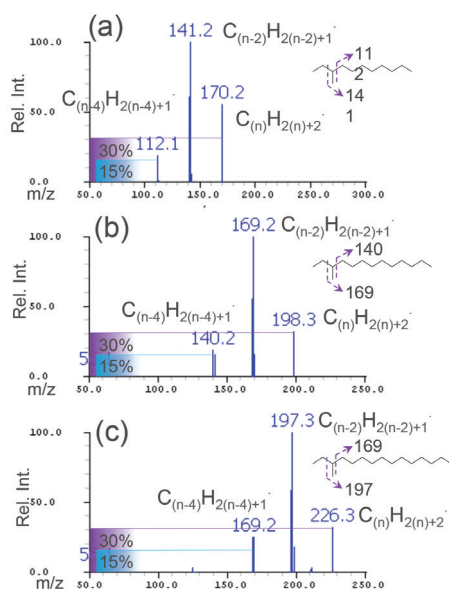 (a)
141.2
C(n-2)H2(n-2)+1
100.0
11
2
14
1
Rel. Int.
C(n-4)H2(n-4)+1
170.2
C(n)H2(n)+2
50.0
112.1
30%
15%
0.0
m/z
50.0 100.0 150.0 200.0 250.0 300.0
(b)
169.2
C(n-2)H2(n-2)+1
100.0
140
169
Rel. Int.
C(n-4)H2(n-4)+1
198.3
C(n)H2(n)+2
50.0
140.2
30%
5
15%
0.0
m/z
50.0 100.0 150.0 200.0 250.0
(c)
197.3
C(n-2)H2(n-2)+1
100.0
169
197
Rel. Int.
C(n-4)H2(n-4)+1
226.3
C(n)H2(n)+2
50.0
169.2
30%
5
15%
0.0
m/z
50.0 100.0 150.0 200.0 250.0